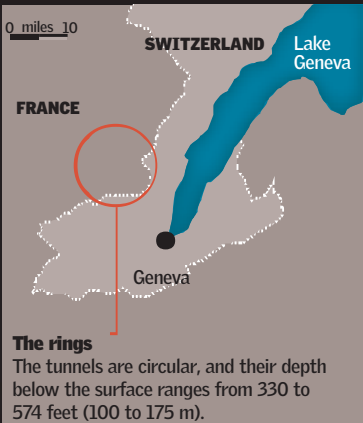 0 miles 10
SWITZERLAND
Lake
Geneva
FRANCE
Geneva
The rings
The tunnels are circular, and their depth
below the surface ranges from 330 to
574 feet (100 to 175 m).